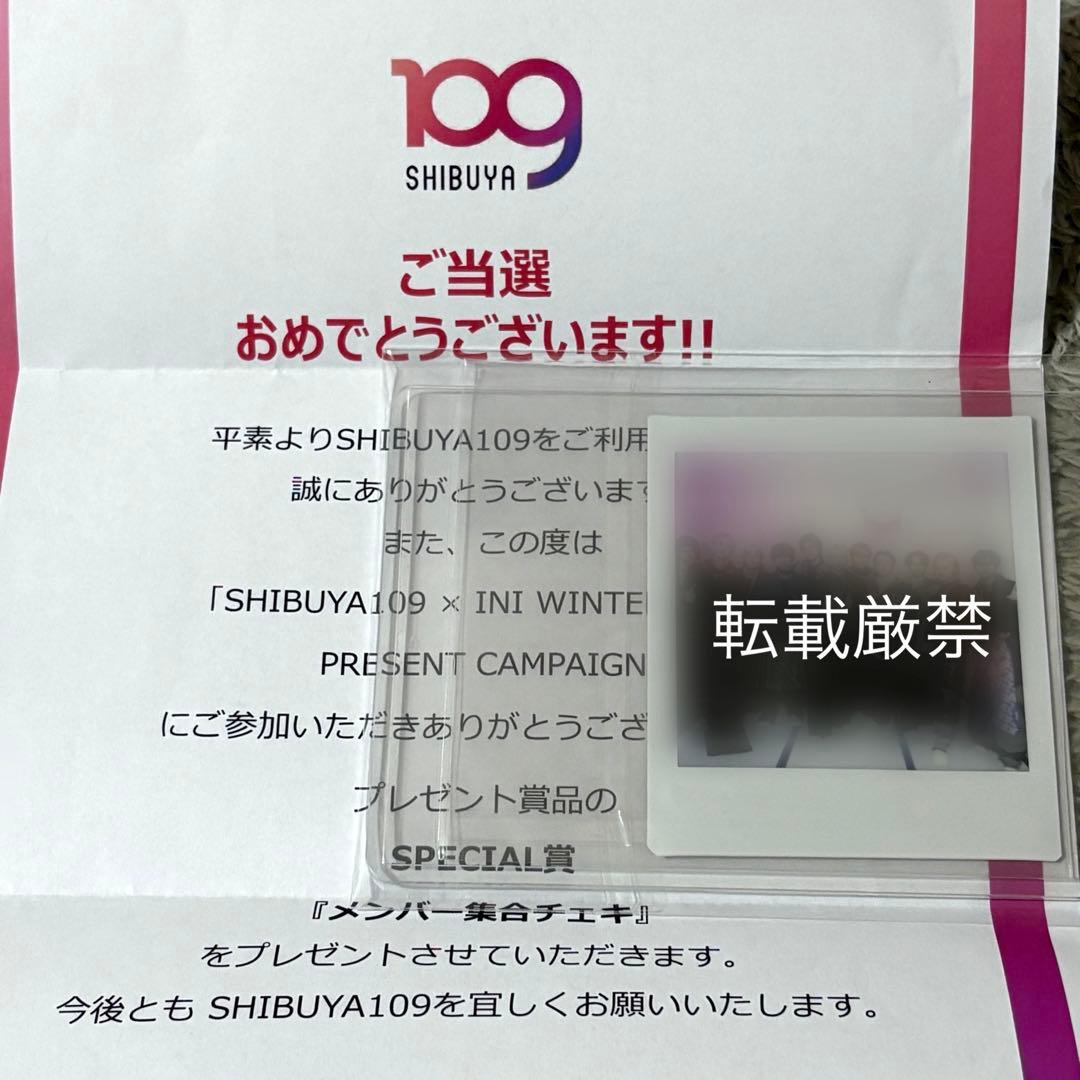 109
SHIBUYA
ご当選
おめでとうございます!!
平素よりSHIBUYA109をご利用
誠にありがとうございます
また、この度は
「SHIBUYA109 × INI WINTE
PRESENT CAMPAIGN
にご参加いただきありがとうござ
転載厳禁
プレゼント賞品の
SPECIAL賞
『メンバー集合チェキ』
をプレゼントさせていただきます。
今後とも SHIBUYA109を宜しくお願いいたします。